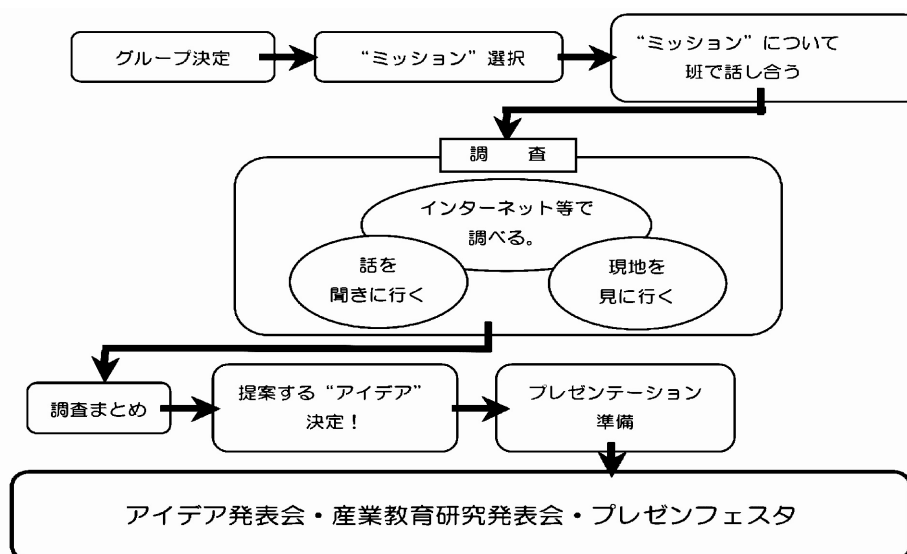 グループ決定
“ミッション”選択
“ミッション”について
班で話し合う
調　査
インターネット等で
調べる。
話を
聞きに行く
現地を
見に行く
調査まとめ
提案する“アイデア”
決定！
プレゼンテーション
準備
アイデア発表会・産業教育研究発表会・プレゼンフェスタ